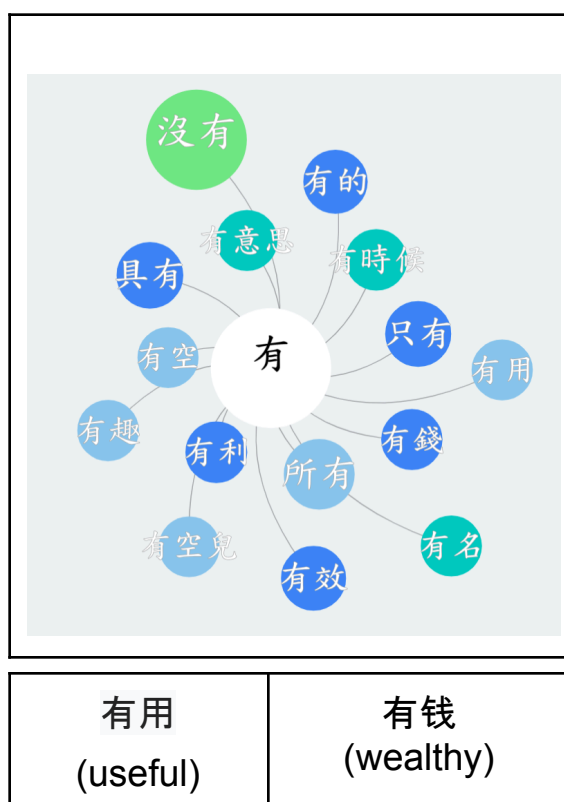 沒有
有的
有意思
有時候
具有
只有
有
有空
有用
有趣
有錢
有利
所有
有空兒
有名
有效
有用
(useful)
有钱
(wealthy)